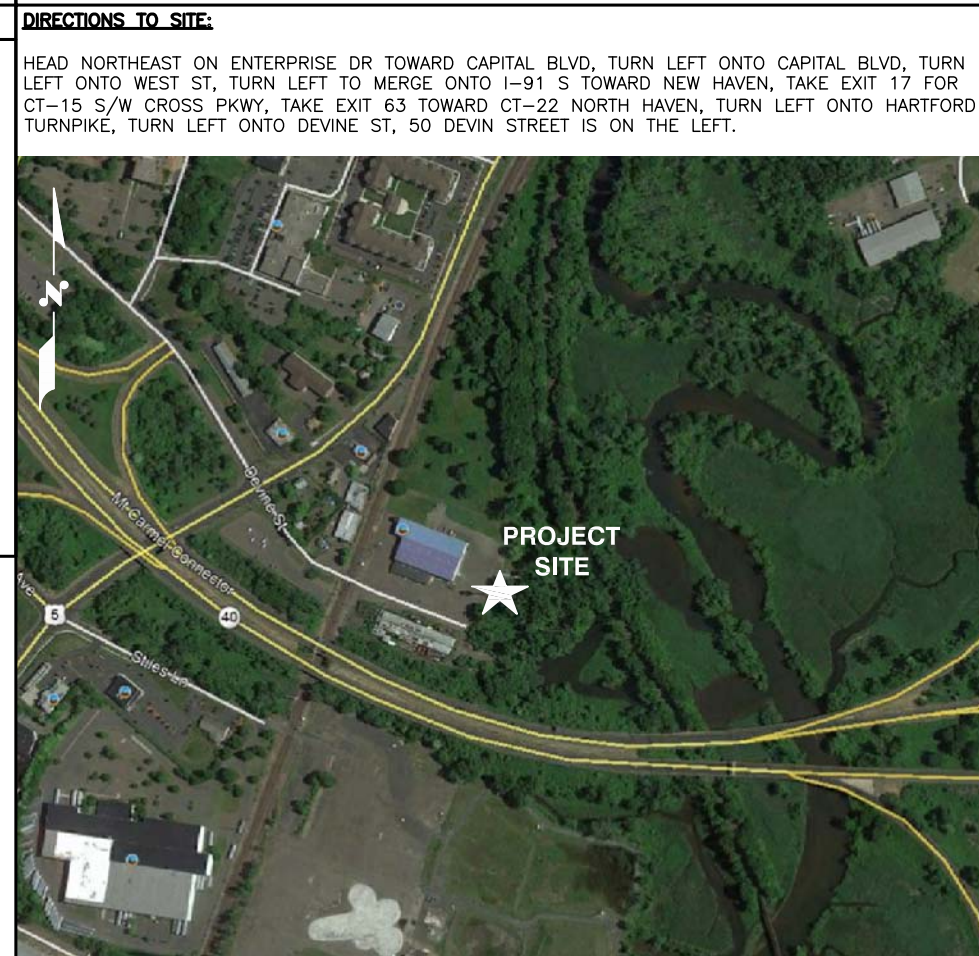 DIRECTIONS TO SITE:
HEAD NORTHEAST ON ENTERPRISE DR TOWARD CAPITAL BLVD, TURN LEFT ONTO CAPITAL BLVD, TURN
LEFT ONTO WEST ST, TURN LEFT TO MERGE ONTO I-91 S TOWARD NEW HAVEN, TAKE EXIT 17 FOR
CT-15 S/W CROSS PKWY, TAKE EXIT 63 TOWARD CT-22 NORTH HAVEN, TURN LEFT ONTO HARTFORD
TURNPIKE, TURN LEFT ONTO DEVINE ST, 50 DEVIN STREET IS ON THE LEFT.
N
Devine St
Mt Carmel Connector
PROJECT
SITE
Ave
5
40
Stiles Ln